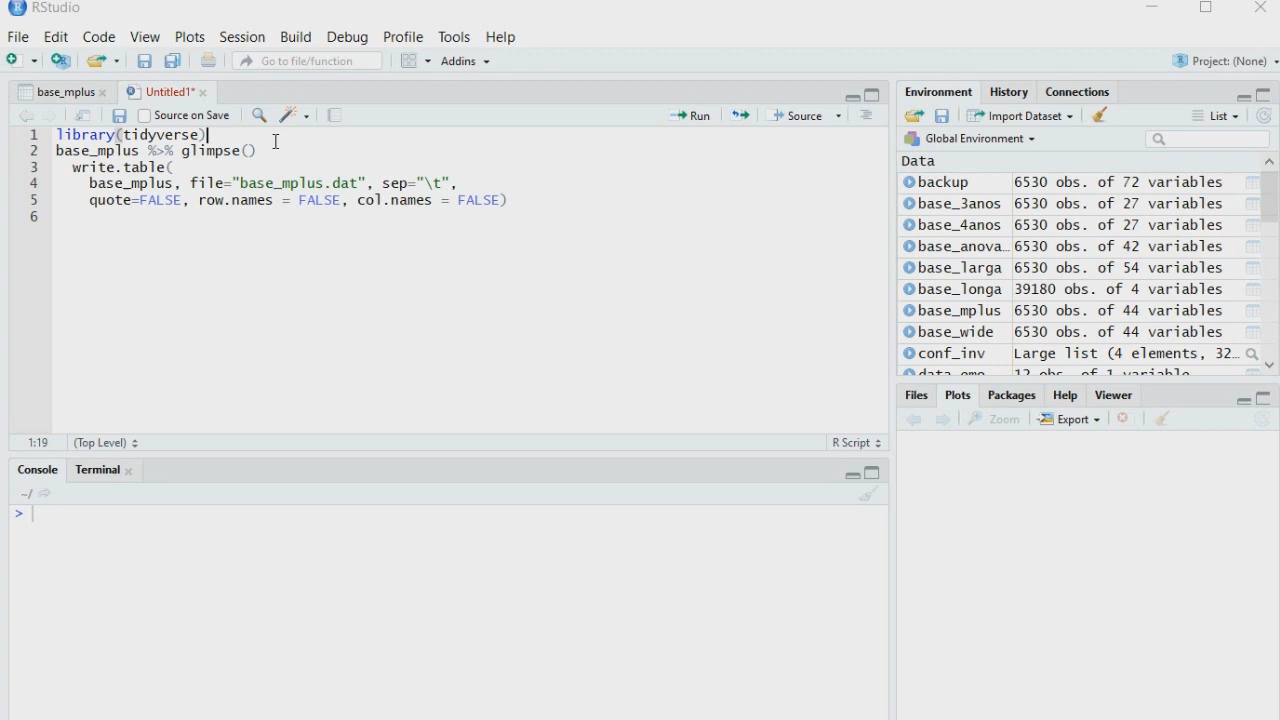 RStudio
File Edit Code View Plots Session Build Debug Profile Tools Help
Go to file/function Addins Project: (None)
base_mplus Untitled1*
Source on Save Run Source
1 library(tidyverse)
2 base_mplus %>% glimpse()
3 write.table(
4 base_mplus, file="base_mplus.dat", sep="\t",
5 quote=FALSE, row.names = FALSE, col.names = FALSE)
6
1:19 (Top Level) R Script
Console Terminal
~/
>
Environment History Connections
Import Dataset List
Global Environment
Data
backup 6530 obs. of 72 variables
base_3anos 6530 obs. of 27 variables
base_4anos 6530 obs. of 27 variables
base_anova… 6530 obs. of 42 variables
base_larga 6530 obs. of 54 variables
base_longa 39180 obs. of 4 variables
base_mplus 6530 obs. of 44 variables
base_wide 6530 obs. of 44 variables
conf_inv Large list (4 elements, 32…
data_emo 12 obs. of 1 variable
Files Plots Packages Help Viewer
Zoom Export